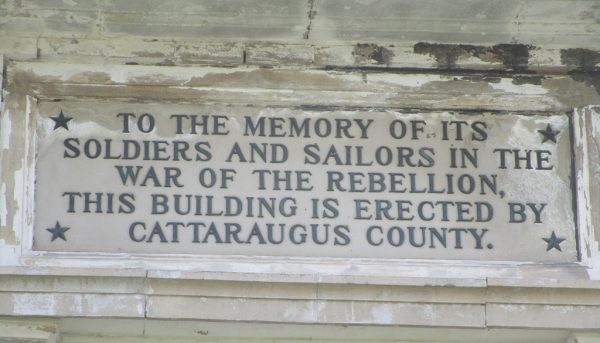 TO THE MEMORY OF ITS
SOLDIERS AND SAILORS IN THE
WAR OF THE REBELLION,
THIS BUILDING IS ERECTED BY
CATTARAUGUS COUNTY.